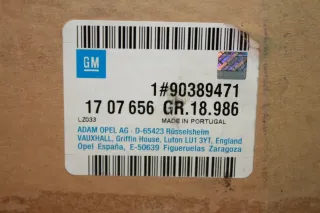 GM
1#90389471
17 07 656 GR.18.986
LZ033 MADE IN PORTUGAL
ADAM OPEL AG - D-65423 Rüsselsheim
VAUXHALL, Griffin House, Luton LU1 3YT, England
Opel España, E-50639 Figueruelas Zaragoza